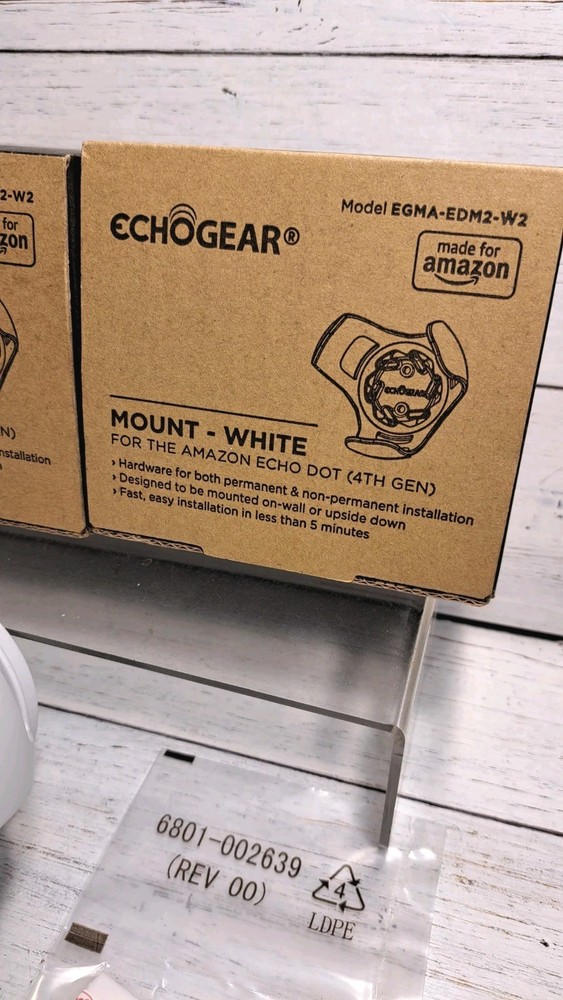 2-W2
for
zon
N)
nstallation
ECHOGEAR®
Model EGMA-EDM2-W2
made for
amazon
ECHOGEAR
MOUNT - WHITE
FOR THE AMAZON ECHO DOT (4TH GEN)
› Hardware for both permanent & non-permanent installation
› Designed to be mounted on-wall or upside down
› Fast, easy installation in less than 5 minutes
6801-002639
(REV 00)
4
LDPE